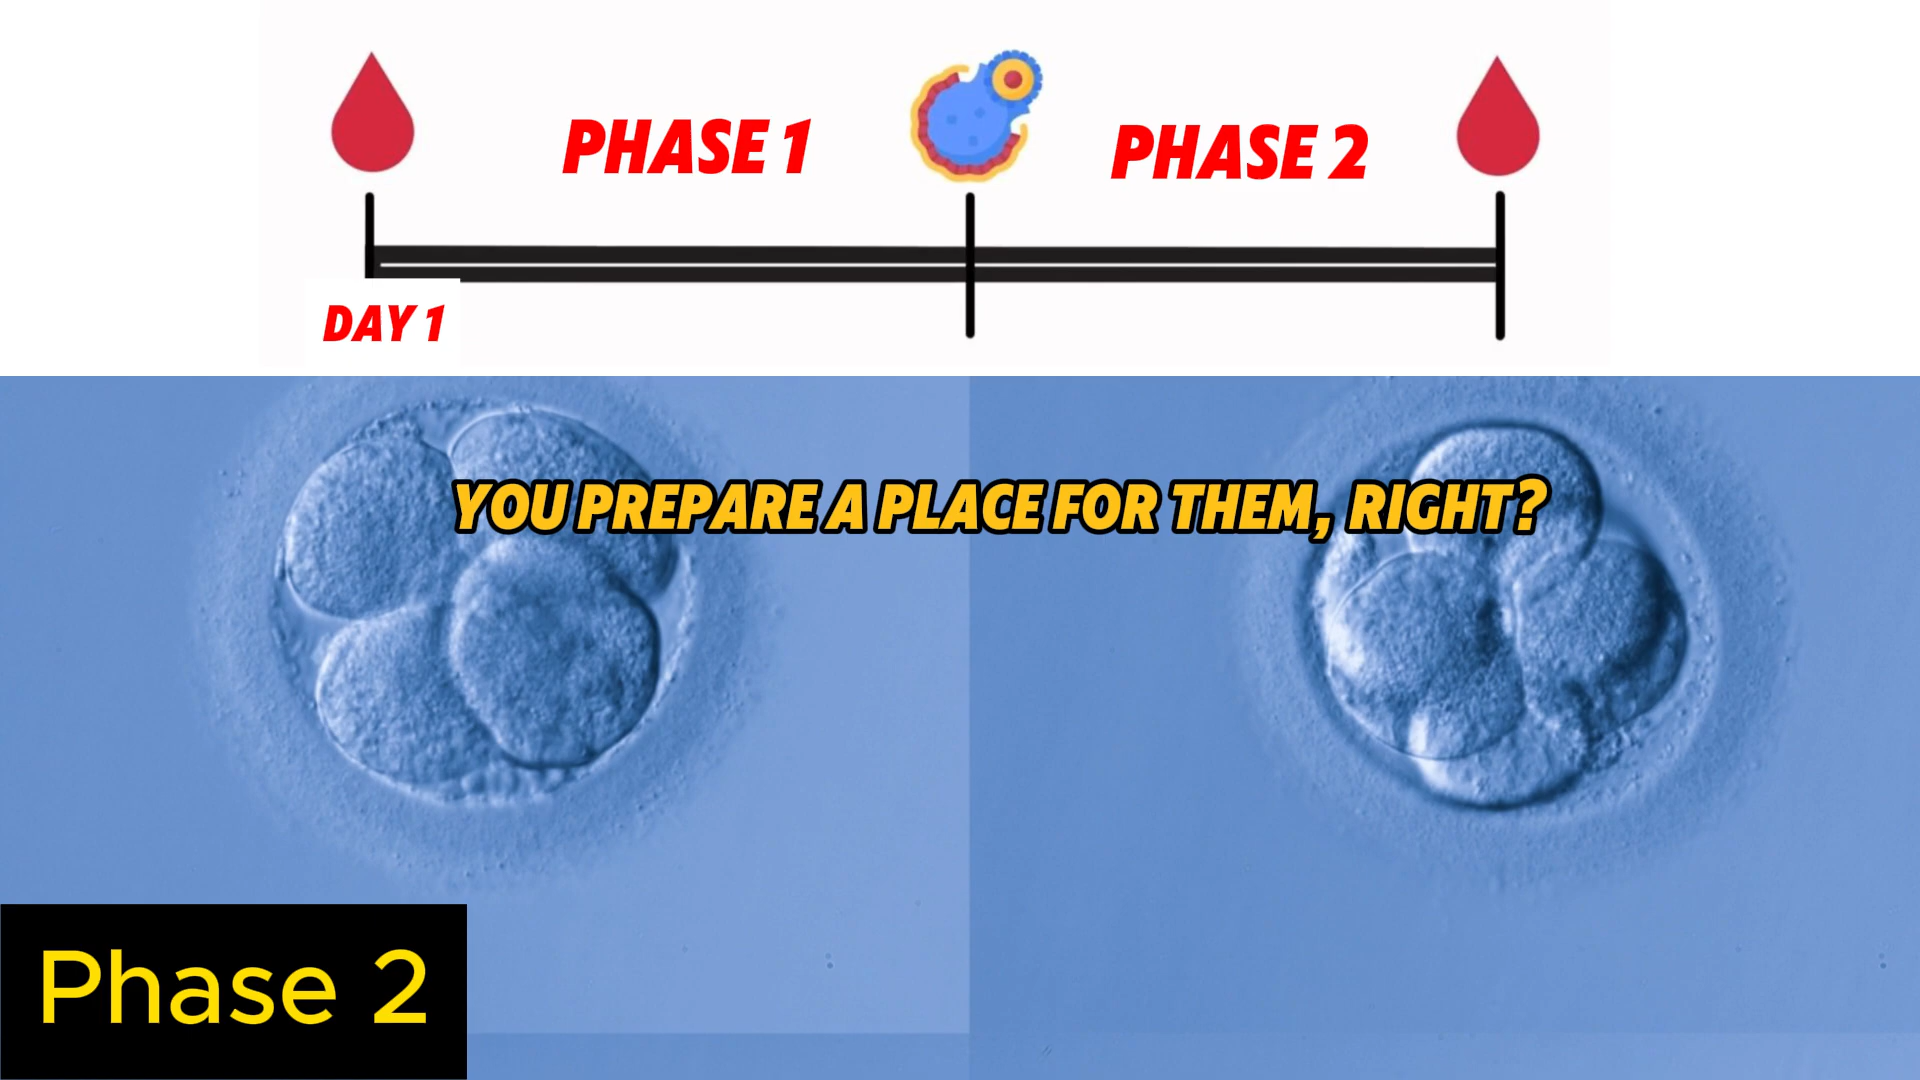 PHASE 1
PHASE 2
DAY 1
YOU PREPARE A PLACE FOR THEM, RIGHT?
Phase 2